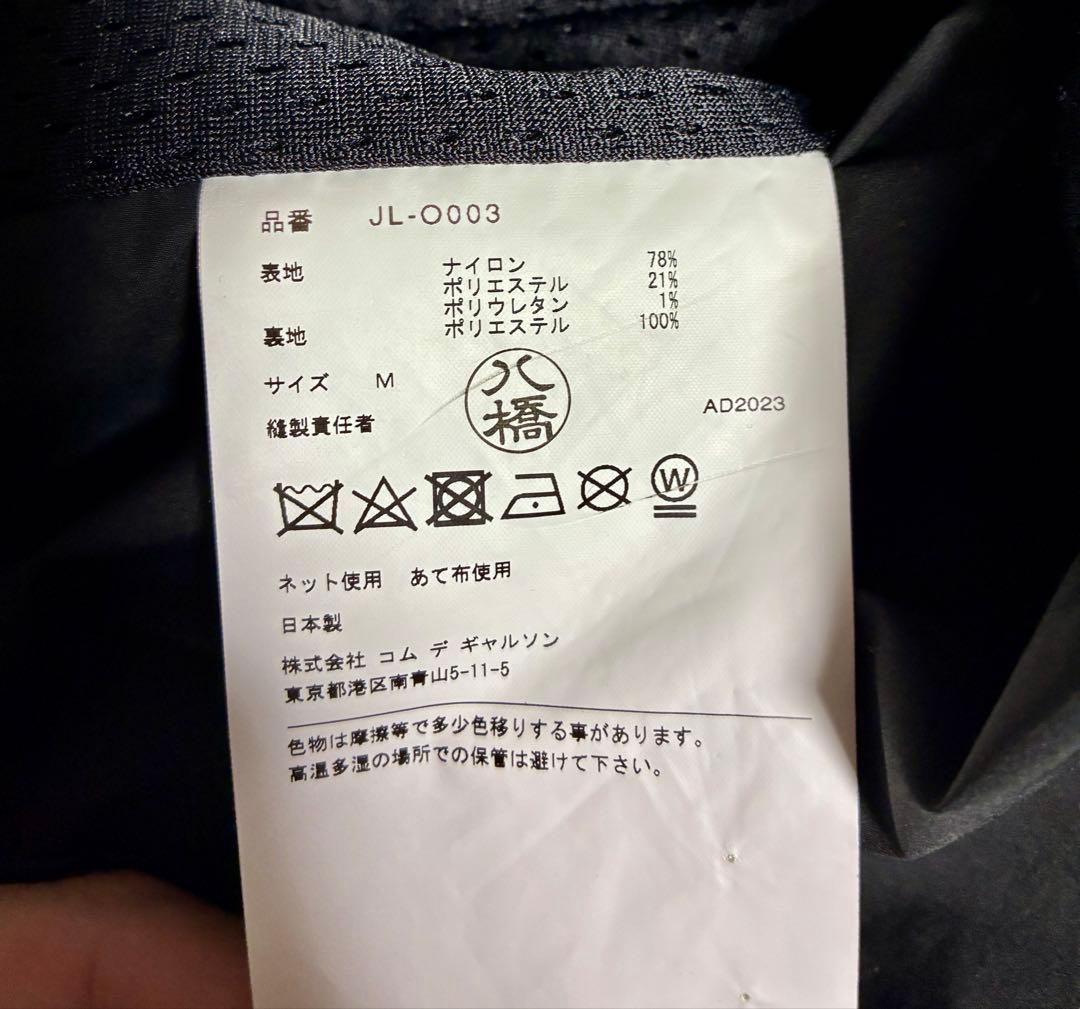 品番 JL-O003
表地 ナイロン 78%
ポリエステル 21%
ポリウレタン 1%
裏地 ポリエステル 100%
サイズ M
八橋
縫製責任者
AD2023
W
ネット使用 あて布使用
日本製
株式会社 コム デ ギャルソン
東京都港区南青山5-11-5
色物は摩擦等で多少色移りする事があります。
高温多湿の場所での保管は避けて下さい。